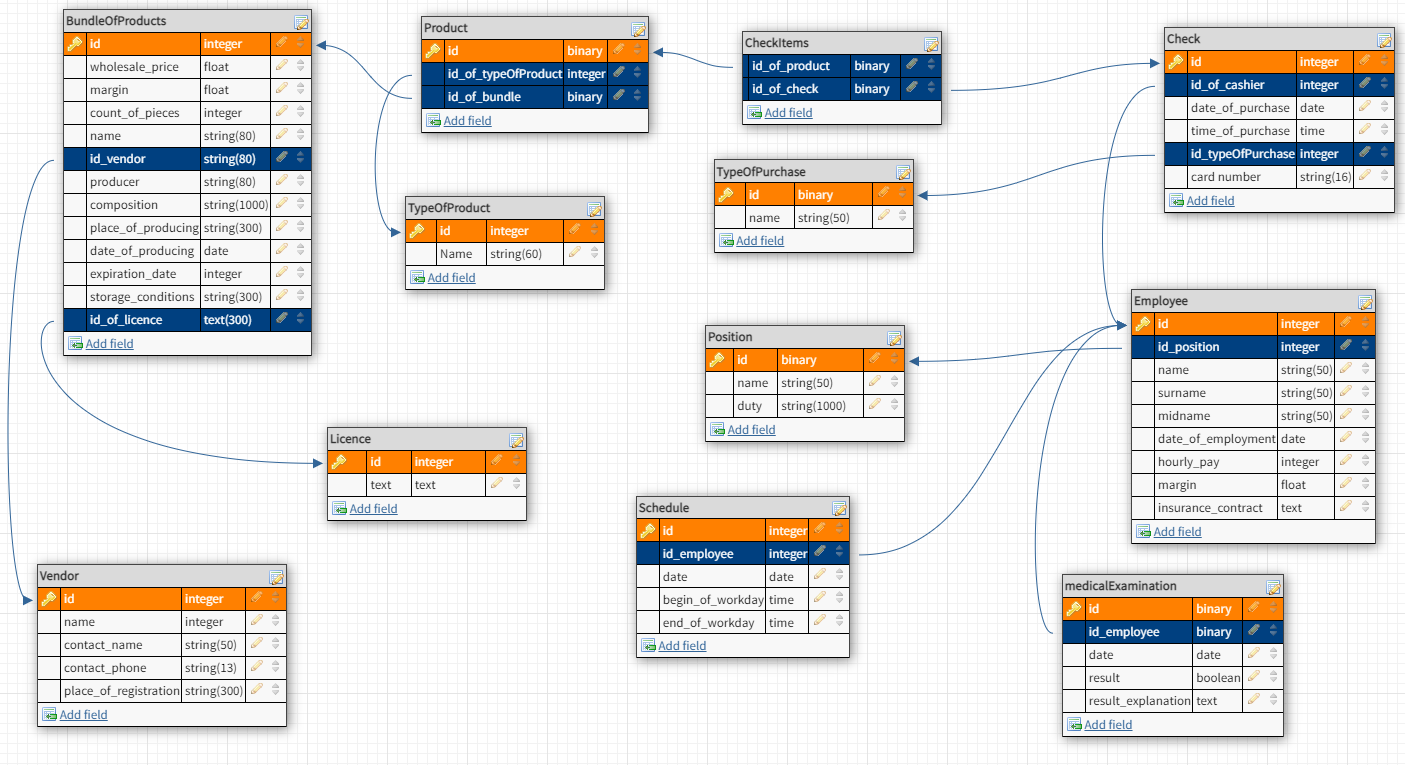 BundleOfProducts
id integer
wholesale_price float
margin float
count_of_pieces integer
name string(80)
id_vendor string(80)
producer string(80)
composition string(1000)
place_of_producing string(300)
date_of_producing date
expiration_date integer
storage_conditions string(300)
id_of_licence text(300)
Add field
Product
id binary
id_of_typeOfProduct integer
id_of_bundle binary
Add field
CheckItems
id_of_product binary
id_of_check binary
Add field
Check
id integer
id_of_cashier integer
date_of_purchase date
time_of_purchase time
id_typeOfPurchase integer
card number string(16)
Add field
TypeOfPurchase
id binary
name string(50)
Add field
TypeOfProduct
id integer
Name string(60)
Add field
Position
id binary
name string(50)
duty string(1000)
Add field
Employee
id integer
id_position integer
name string(50)
surname string(50)
midname string(50)
date_of_employment date
hourly_pay integer
margin float
insurance_contract text
Add field
Licence
id integer
text text
Add field
Schedule
id integer
id_employee integer
date date
begin_of_workday time
end_of_workday time
Add field
Vendor
id integer
name integer
contact_name string(50)
contact_phone string(13)
place_of_registration string(300)
Add field
medicalExamination
id binary
id_employee binary
date date
result boolean
result_explanation text
Add field